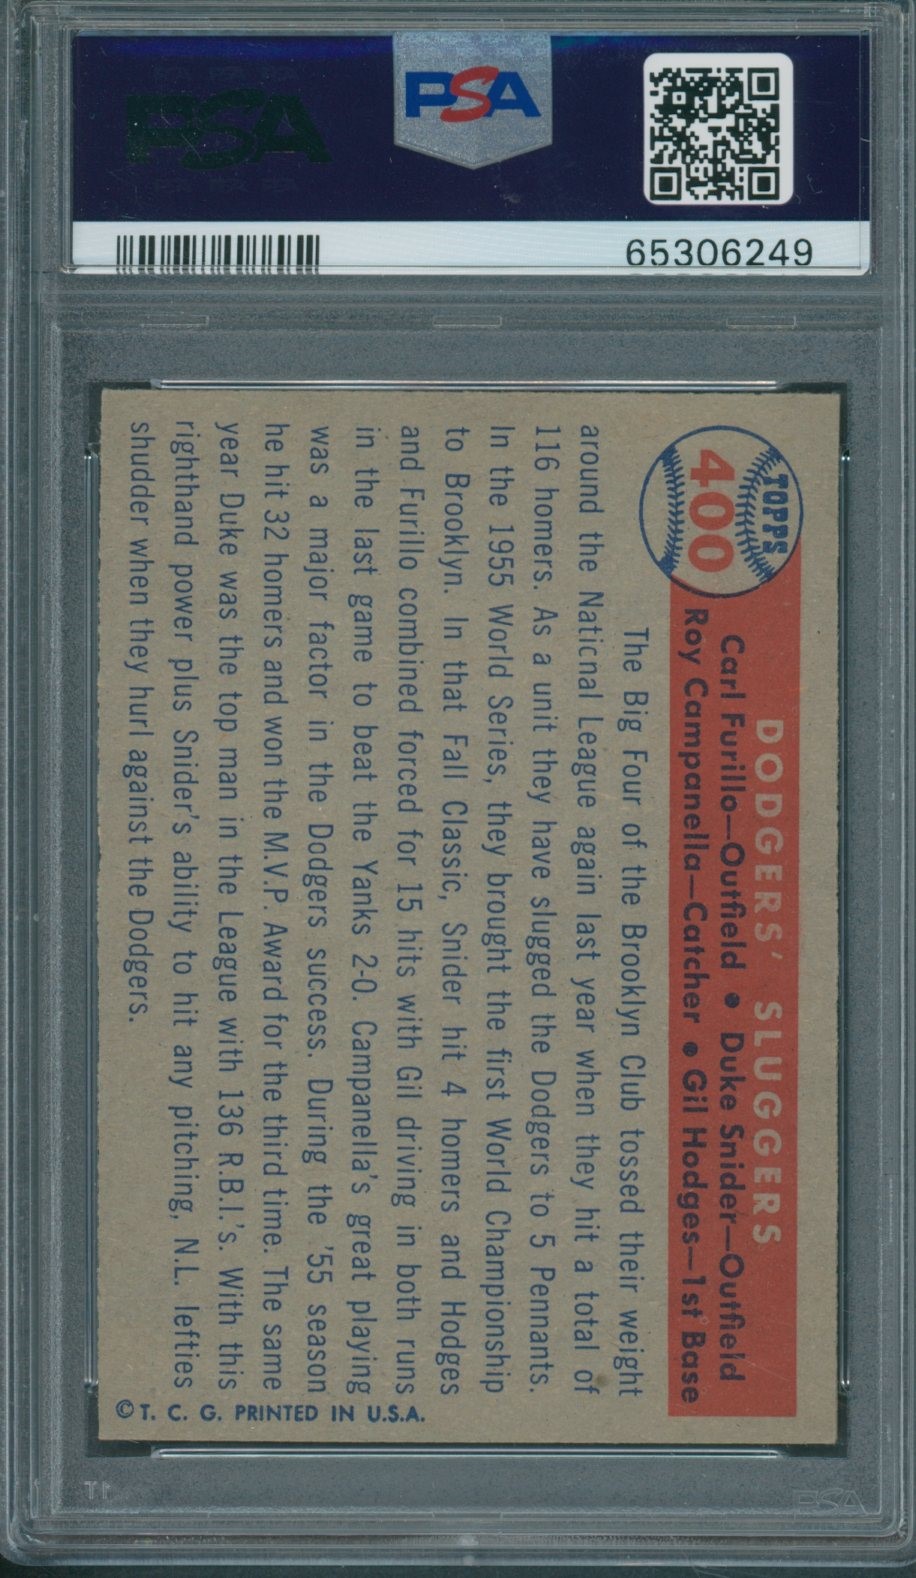 PSA
PSA
65306249
TOPPS
400
DODGERS' SLUGGERS
Carl Furillo—Outfield • Duke Snider—Outfield
Roy Campanella—Catcher • Gil Hodges—1st Base
The Big Four of the Brooklyn Club tossed their weight
around the National League again last year when they hit a total of
116 homers. As a unit they have slugged the Dodgers to 5 Pennants.
In the 1955 World Series, they brought the first World Championship
to Brooklyn. In that Fall Classic, Snider hit 4 homers and Hodges
and Furillo combined forced for 15 hits with Gil driving in both runs
in the last game to beat the Yanks 2-0. Campanella's great playing
was a major factor in the Dodgers success. During the '55 season
he hit 32 homers and won the M.V.P. Award for the third time. The same
year Duke was the top man in the League with 136 R.B.I.'s. With this
righthand power plus Snider's ability to hit any pitching, N.L. lefties
shudder when they hurl against the Dodgers.
© T. C. G. PRINTED IN U.S.A.
PSA